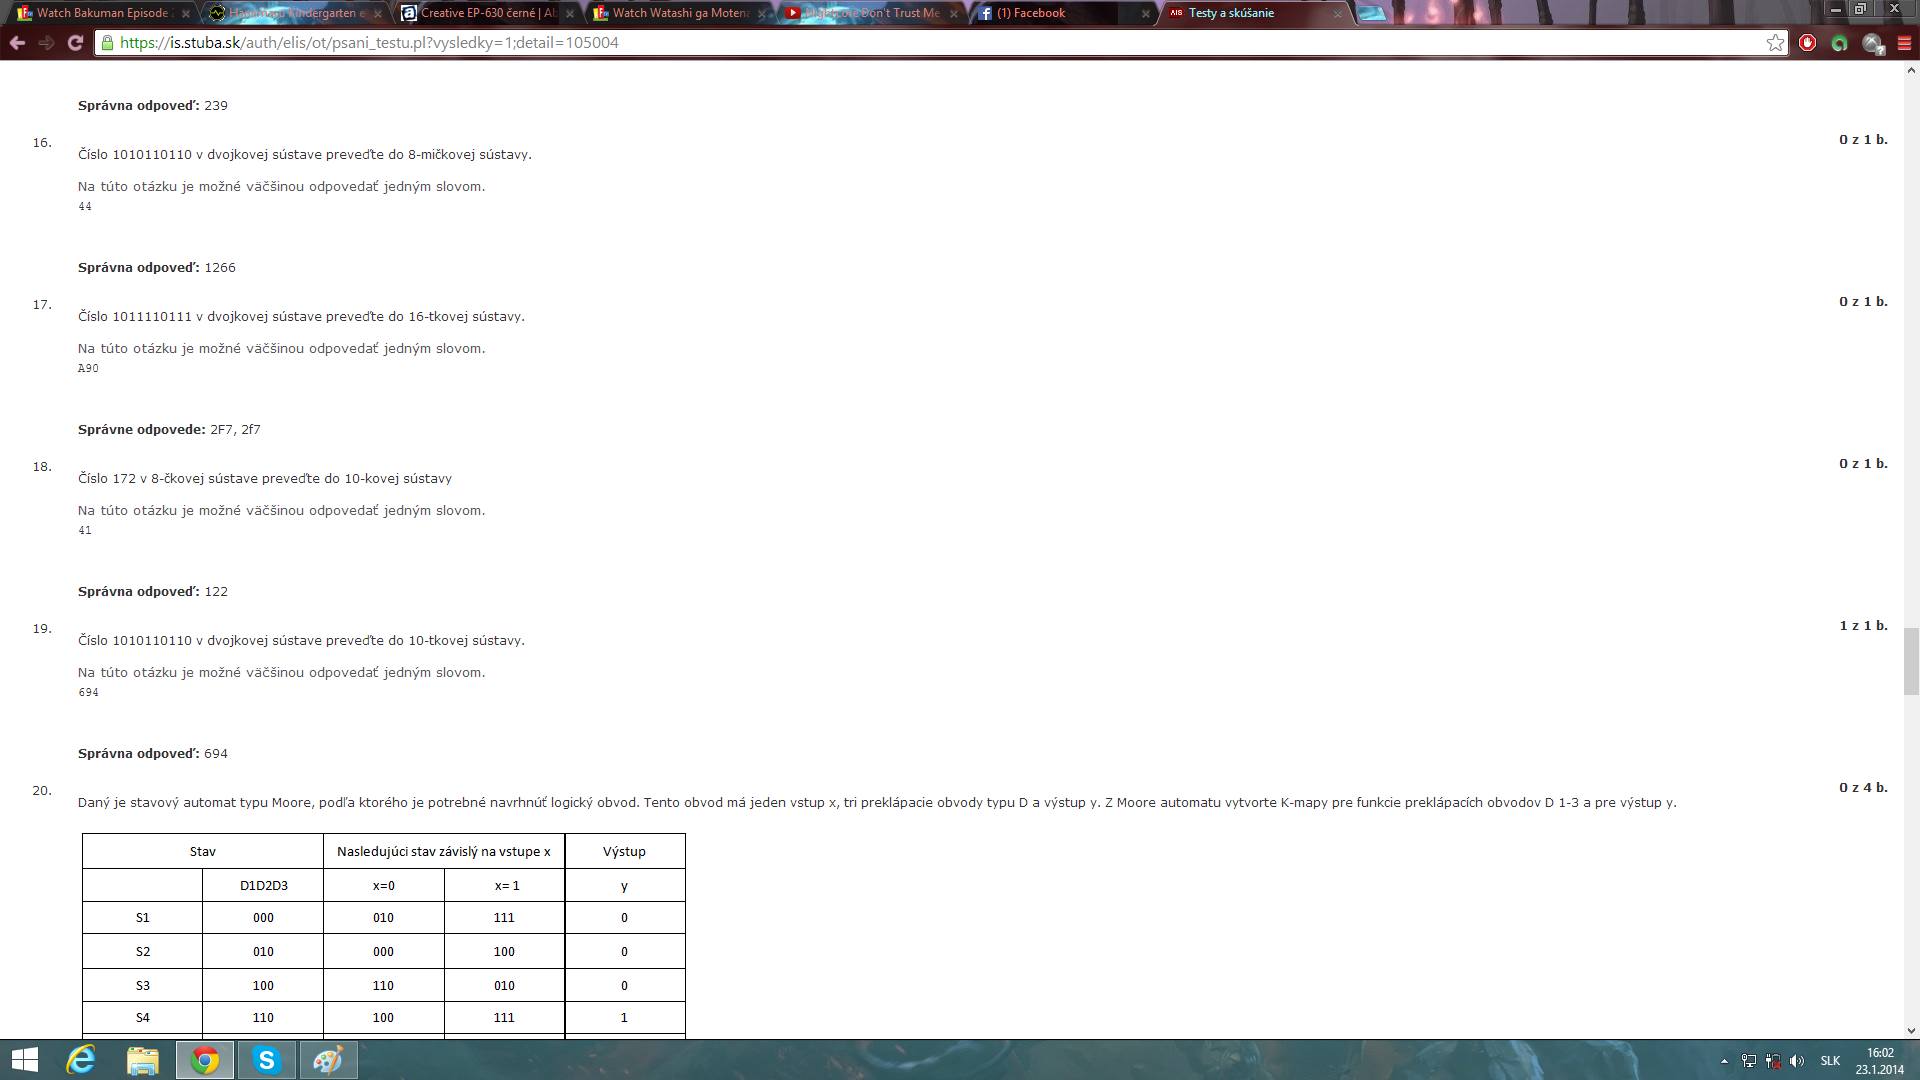 Watch Bakuman Episode
Hanamaru Kindergarten e
Creative EP-630 černé | Al
Watch Watashi ga Motena
Don't Trust Me
(1) Facebook
AIS Testy a skúšanie
https://is.stuba.sk/auth/elis/ot/psani_testu.pl?vysledky=1;detail=105004
Správna odpoveď: 239
16.
0 z 1 b.
Číslo 1010110110 v dvojkovej sústave preveďte do 8-mičkovej sústavy.
Na túto otázku je možné väčšinou odpovedať jedným slovom.
44
Správna odpoveď: 1266
17.
0 z 1 b.
Číslo 1011110111 v dvojkovej sústave preveďte do 16-tkovej sústavy.
Na túto otázku je možné väčšinou odpovedať jedným slovom.
A90
Správne odpovede: 2F7, 2f7
18.
0 z 1 b.
Číslo 172 v 8-čkovej sústave preveďte do 10-kovej sústavy
Na túto otázku je možné väčšinou odpovedať jedným slovom.
41
Správna odpoveď: 122
19.
1 z 1 b.
Číslo 1010110110 v dvojkovej sústave preveďte do 10-tkovej sústavy.
Na túto otázku je možné väčšinou odpovedať jedným slovom.
694
Správna odpoveď: 694
20.
0 z 4 b.
Daný je stavový automat typu Moore, podľa ktorého je potrebné navrhnúť logický obvod. Tento obvod má jeden vstup x, tri preklápacie obvody typu D a výstup y. Z Moore automatu vytvorte K-mapy pre funkcie preklápacích obvodov D 1-3 a pre výstup y.
Stav Nasledujúci stav závislý na vstupe x Výstup
D1D2D3 x=0 x= 1 y
S1 000 010 111 0
S2 010 000 100 0
S3 100 110 010 0
S4 110 100 111 1
SLK
16:02
23.1.2014